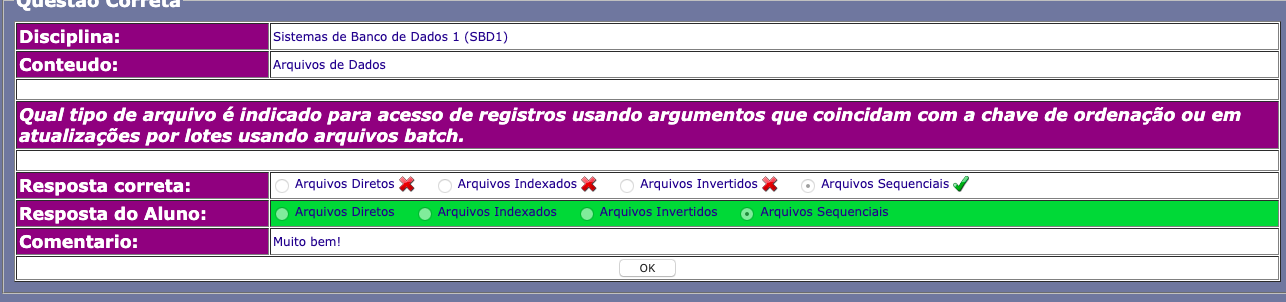 Questão Correta
Disciplina: Sistemas de Banco de Dados 1 (SBD1)
Conteudo: Arquivos de Dados
Qual tipo de arquivo é indicado para acesso de registros usando argumentos que coincidam com a chave de ordenação ou em
atualizações por lotes usando arquivos batch.
Resposta correta: Arquivos Diretos Arquivos Indexados Arquivos Invertidos Arquivos Sequenciais
Resposta do Aluno: Arquivos Diretos Arquivos Indexados Arquivos Invertidos Arquivos Sequenciais
Comentario: Muito bem!
OK